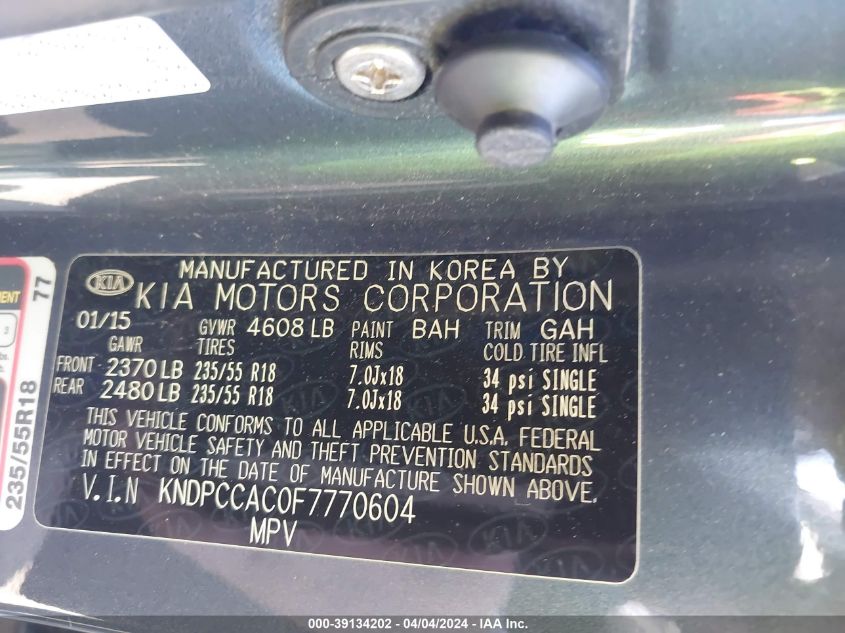 MANUFACTURED IN KOREA BY
KIA KIA MOTORS CORPORATION
01/15 GVWR 4608 LB PAINT BAH TRIM GAH
GAWR TIRES RIMS COLD TIRE INFL
FRONT 2370 LB 235/55 R18 7.0Jx18 34 psi SINGLE
REAR 2480 LB 235/55 R18 7.0Jx18 34 psi SINGLE
THIS VEHICLE CONFORMS TO ALL APPLICABLE U.S.A. FEDERAL
MOTOR VEHICLE SAFETY AND THEFT PREVENTION STANDARDS
IN EFFECT ON THE DATE OF MANUFACTURE SHOWN ABOVE.
V.I.N KNDPCCAC0F7770604
MPV
235/55R18 77
000-39134202 - 04/04/2024 - IAA Inc.